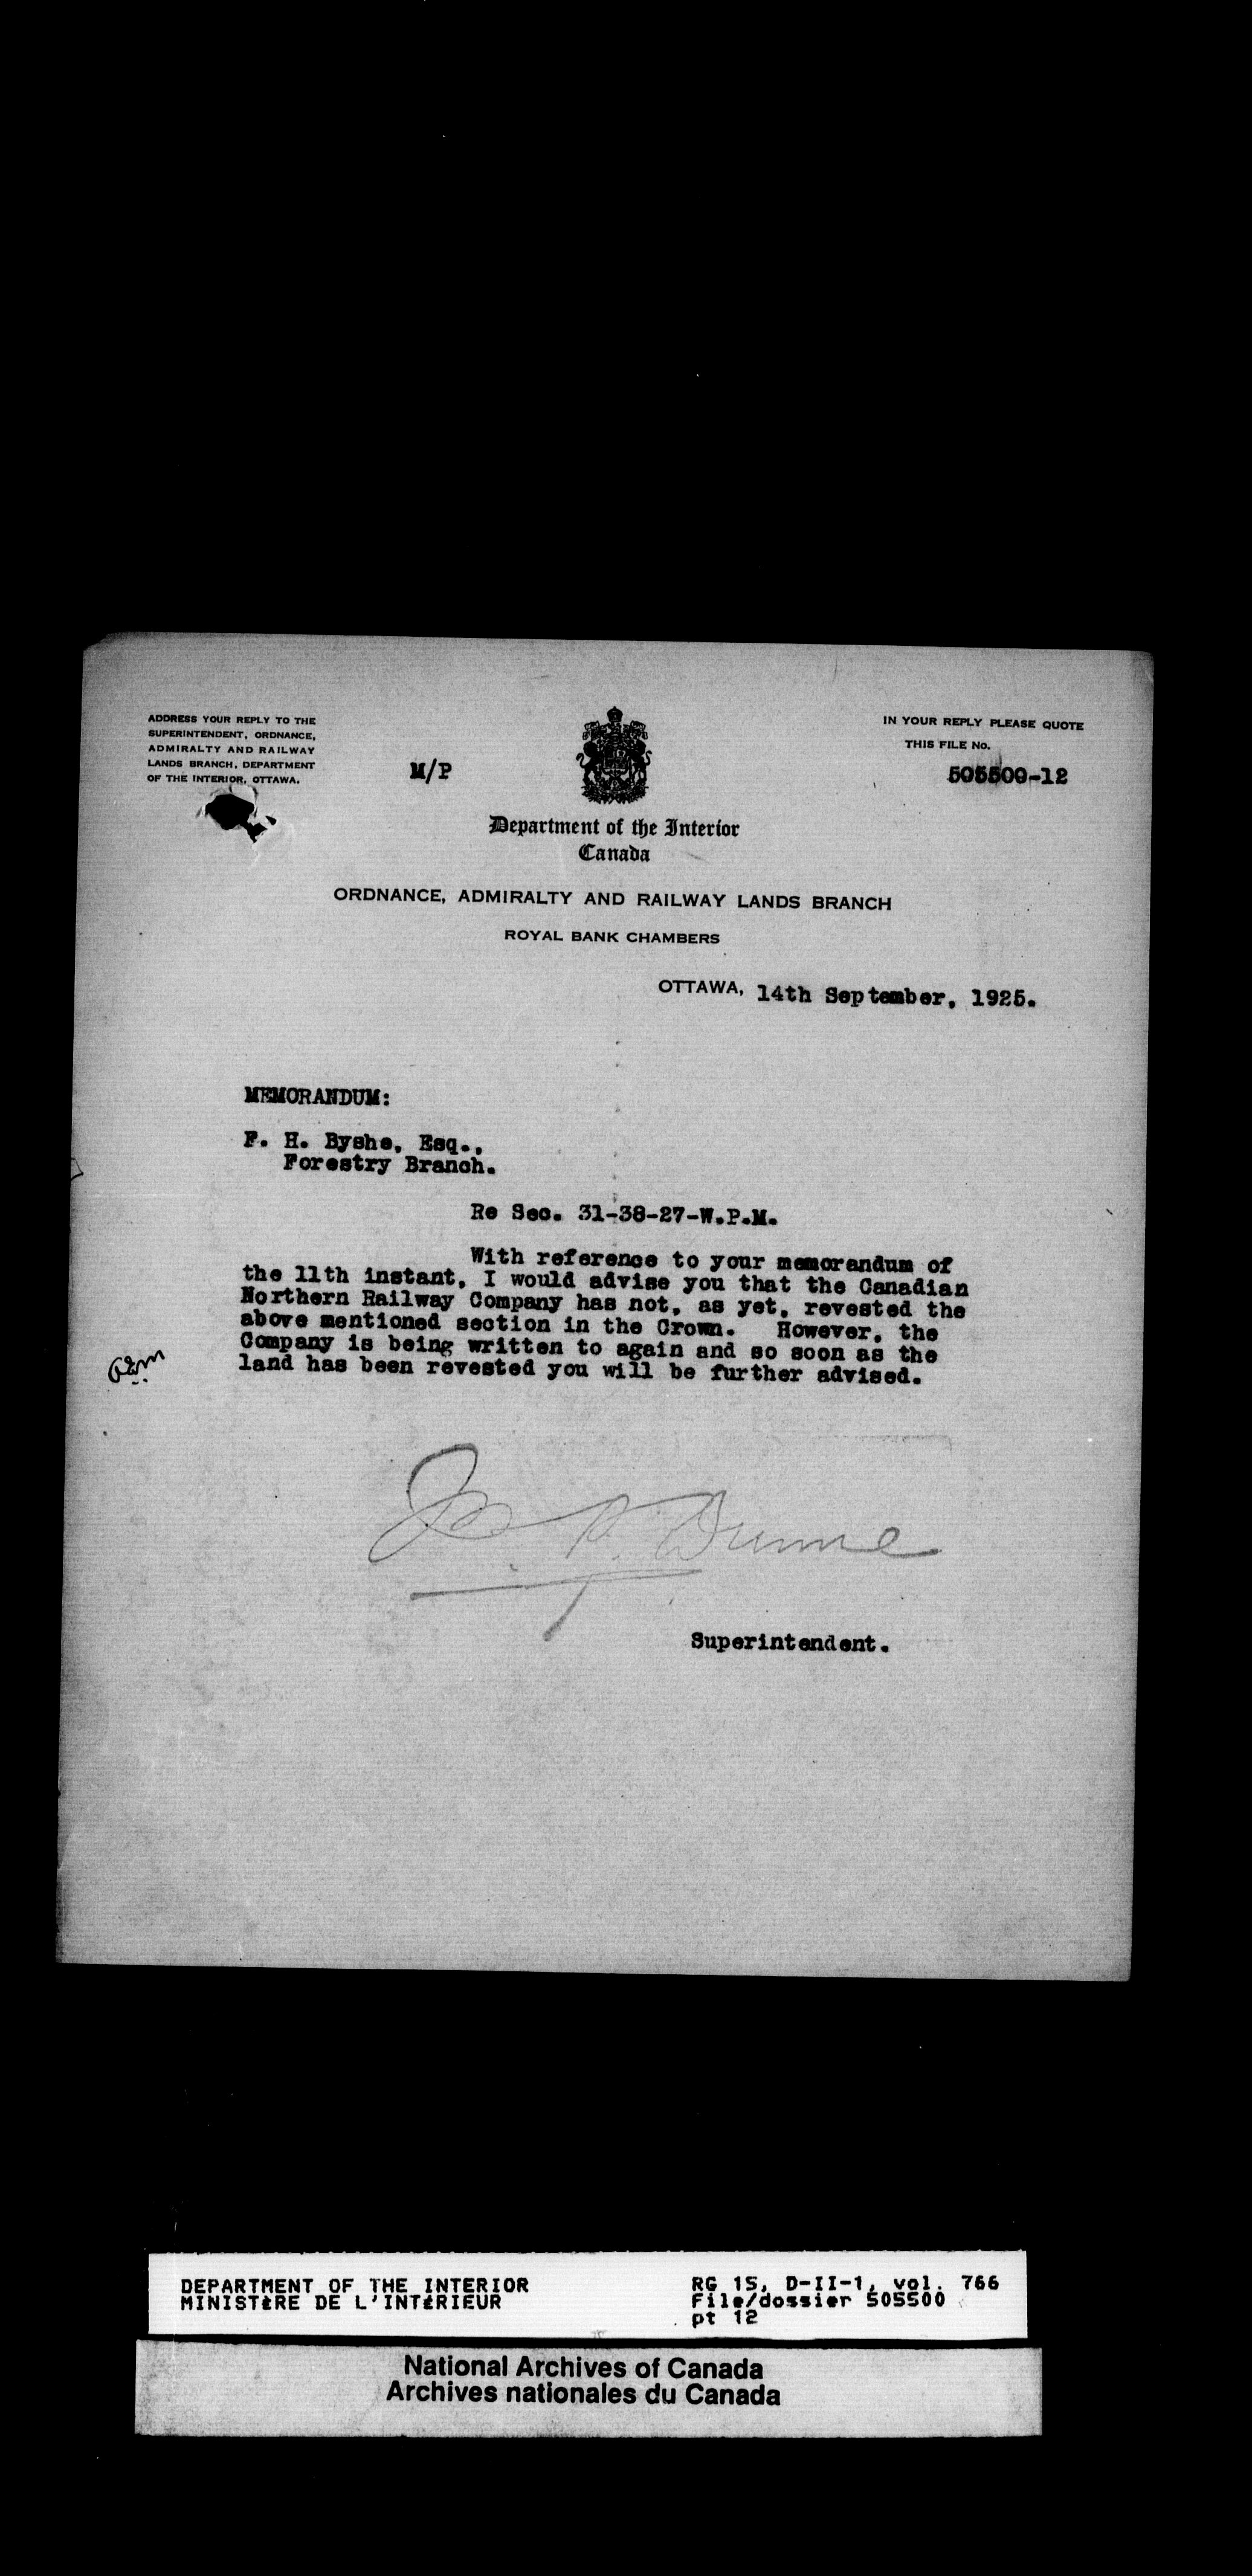 ADDRESS YOUR REPLY TO THE
SUPERINTENDENT, ORDNANCE,
ADMIRALTY AND RAILWAY
LANDS BRANCH, DEPARTMENT
OF THE INTERIOR, OTTAWA.
M/P
IN YOUR REPLY PLEASE QUOTE
THIS FILE No.
505500-12
Department of the Interior
Canada
ORDNANCE, ADMIRALTY AND RAILWAY LANDS BRANCH
ROYAL BANK CHAMBERS
OTTAWA, 14th September, 1925.
MEMORANDUM:
F. H. Byshe, Esq.,
Forestry Branch.
Re Sec. 31-38-27-W.P.M.
With reference to your memorandum of
the 11th instant, I would advise you that the Canadian
Northern Railway Company has not, as yet, revested the
above mentioned section in the Crown. However, the
Company is being written to again and so soon as the
land has been revested you will be further advised.
Dunne
Superintendent.
DEPARTMENT OF THE INTERIOR
MINISTÈRE DE L'INTÉRIEUR
RG 15, D-II-1, vol. 766
File/dossier 505500
pt 12
National Archives of Canada
Archives nationales du Canada